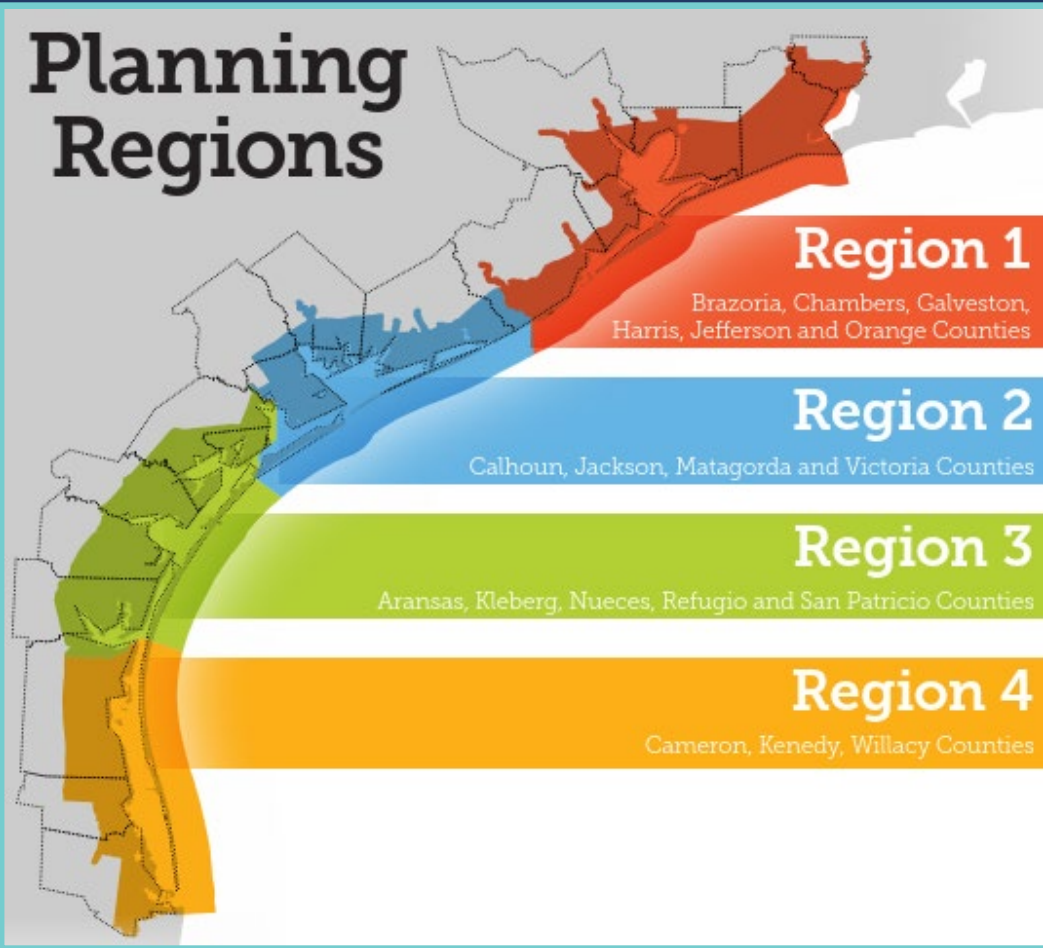 Planning
Regions
Region 1
Brazoria, Chambers, Galveston,
Harris, Jefferson and Orange Counties
Region 2
Calhoun, Jackson, Matagorda and Victoria Counties
Region 3
Aransas, Kleberg, Nueces, Refugio and San Patricio Counties
Region 4
Cameron, Kenedy, Willacy Counties